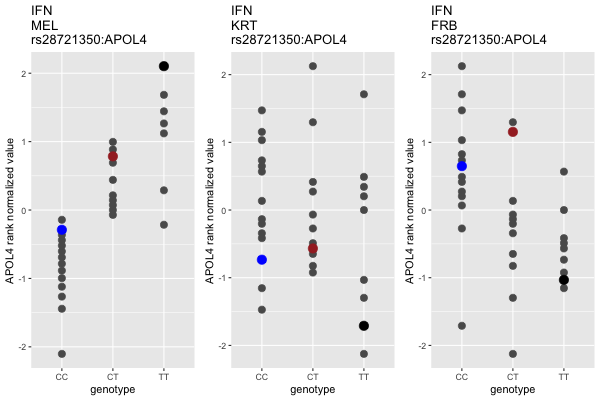 IFN
MEL
rs28721350:APOL4
APOL4 rank normalized value
2
1
0
-1
-2
CC
CT
TT
genotype
IFN
KRT
rs28721350:APOL4
APOL4 rank normalized value
2
1
0
-1
-2
CC
CT
TT
genotype
IFN
FRB
rs28721350:APOL4
APOL4 rank normalized value
2
1
0
-1
-2
CC
CT
TT
genotype